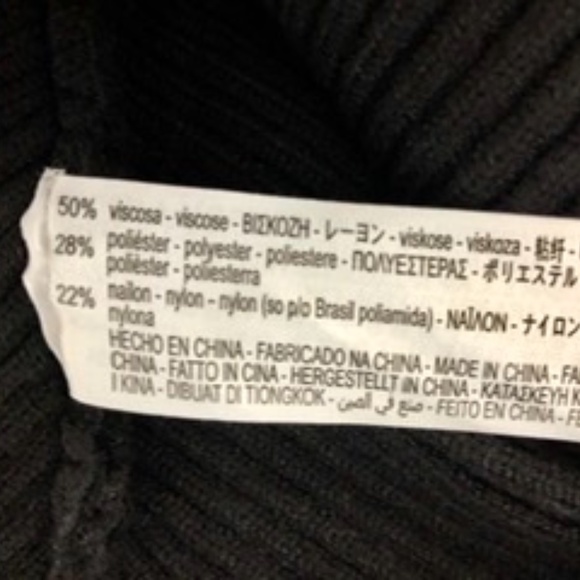 50% viscosa - viscose - ΒΙΣΚΟΖΗ - レーヨン - viskose - viskoza - 粘纤 -
28% poliéster - polyester - poliestere - ΠΟΛΥΕΣΤΕΡΑΣ - ポリエステル
polièster - poliesterra
22% nailon - nylon - nylon (so p/o Brasil poliamida) - ΝΑΪΛΟΝ - ナイロン
nylona
HECHO EN CHINA - FABRICADO NA CHINA - MADE IN CHINA - FA
CHINA - FATTO IN CINA - HERGESTELLT IN CHINA - ΚΑΤΑΣΚΕΥΗ Κ
I KINA - DIBUAT DI TIONGKOK - صنع في الصين - FEITO EN CHINA - FE